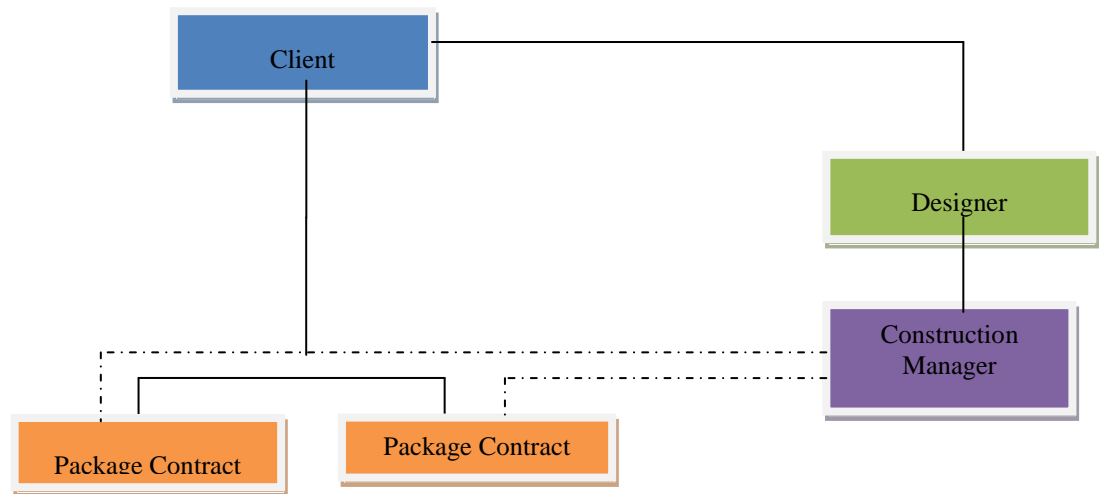 Client
Designer
Construction
Manager
Package Contract
Package Contract